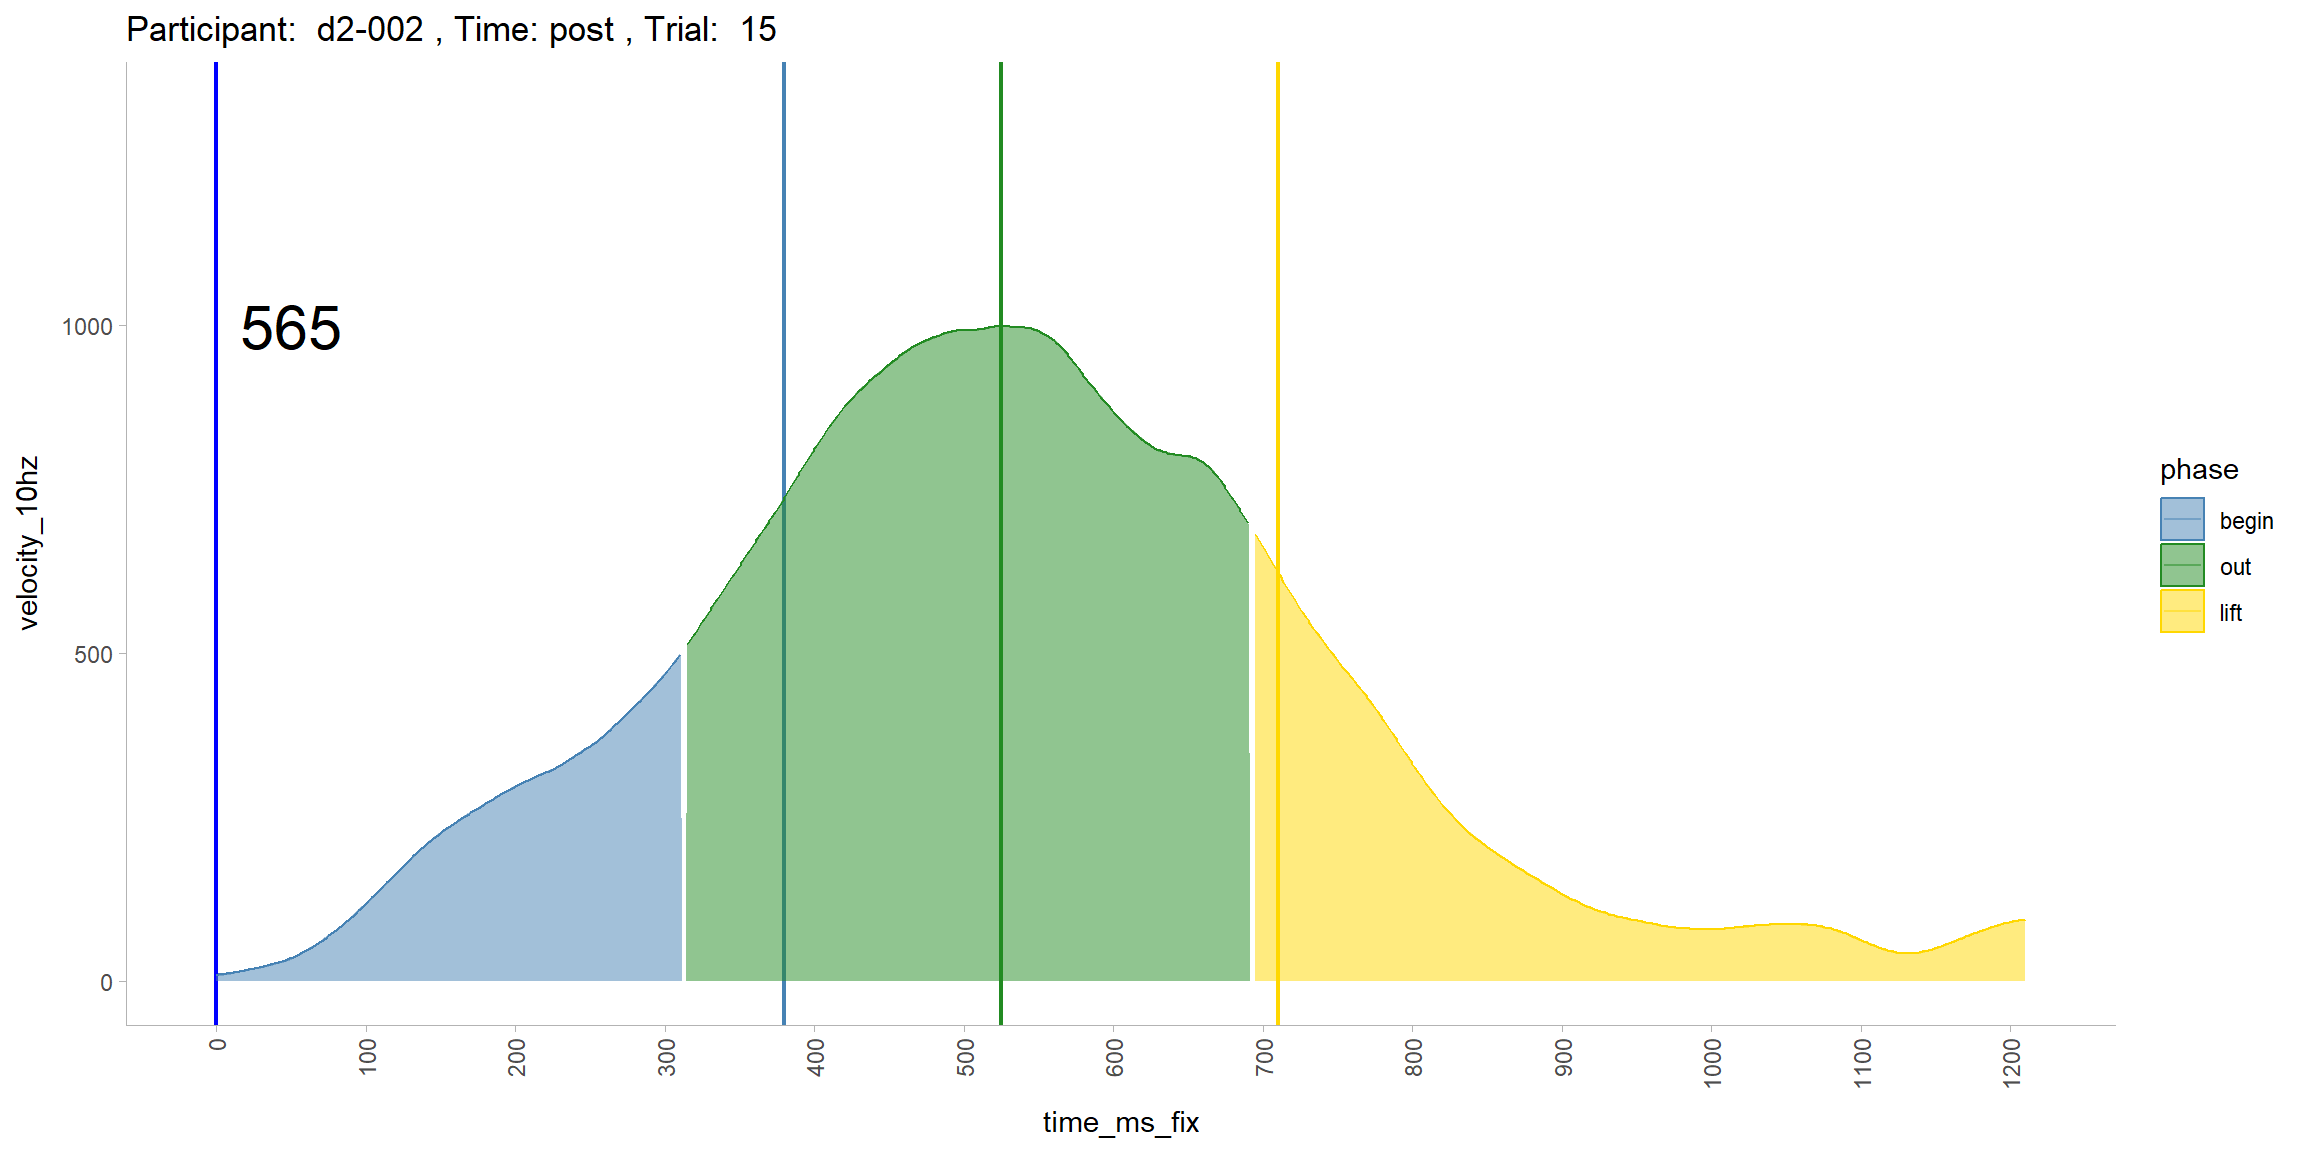 Participant:  d2-002 , Time: post , Trial:  15
565
1000
500
0
velocity_10hz
0 100 200 300 400 500 600 700 800 900 1000 1100 1200
time_ms_fix
phase
begin
out
lift